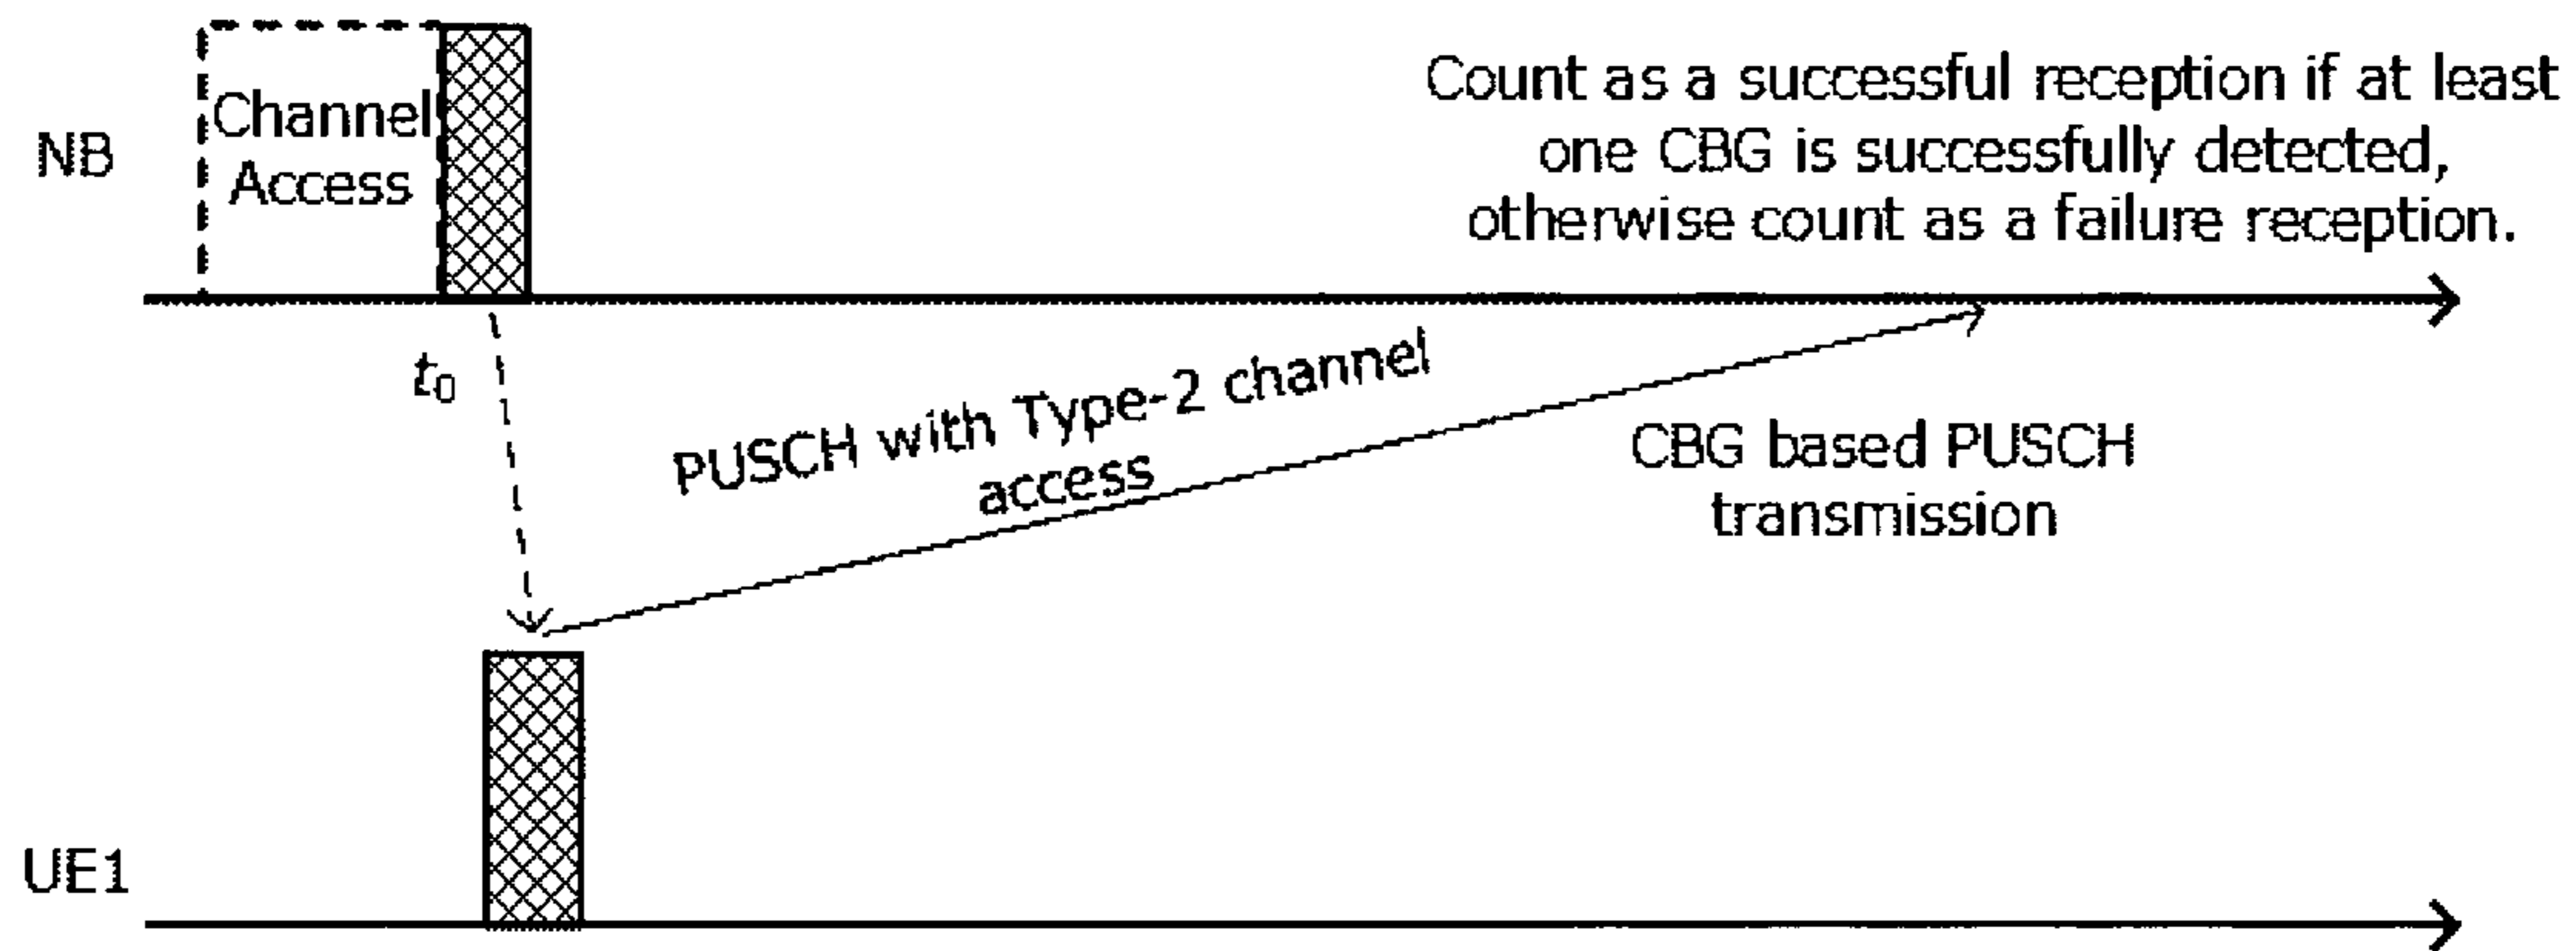 Channel
Access
NB
Count as a successful reception if at least
one CBG is successfully detected,
otherwise count as a failure reception.
t0
PUSCH with Type-2 channel
access
CBG based PUSCH
transmission
UE1